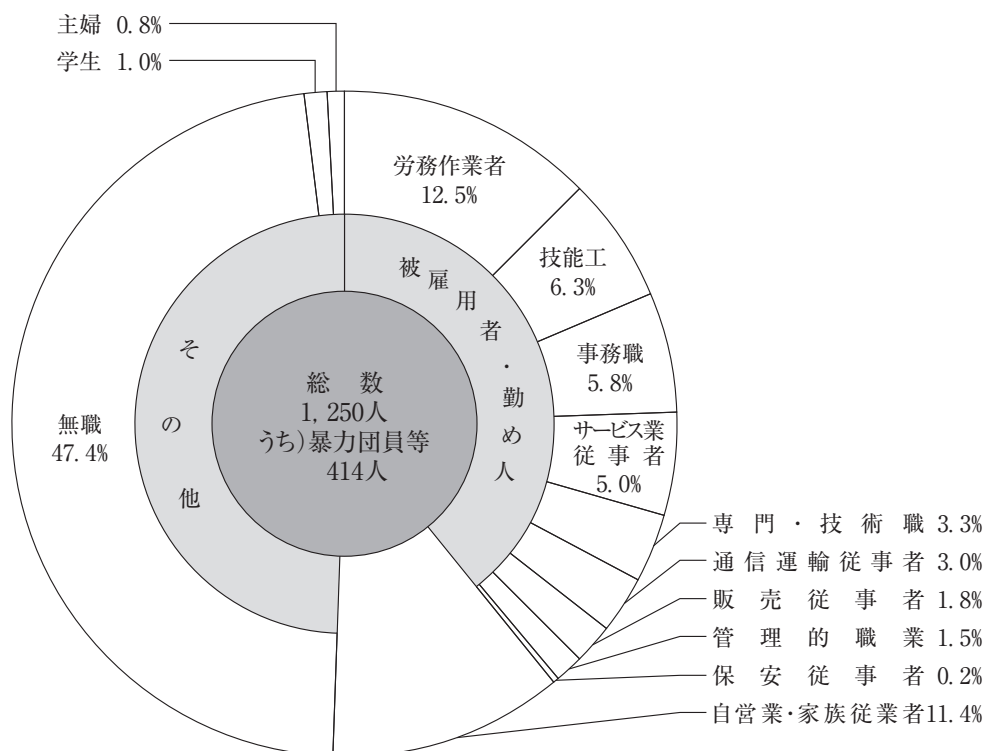 主婦 0.8%
学生 1.0%
労務作業者
12.5%
技能工
6.3%
事務職
5.8%
サービス業
従事者
5.0%
専門・技術職 3.3%
通信運輸従事者 3.0%
販売従事者 1.8%
管理的職業 1.5%
保安従事者 0.2%
自営業・家族従業者11.4%
無職
47.4%
被雇用者・勤め人
その他
総数
1,250人
うち)暴力団員等
414人